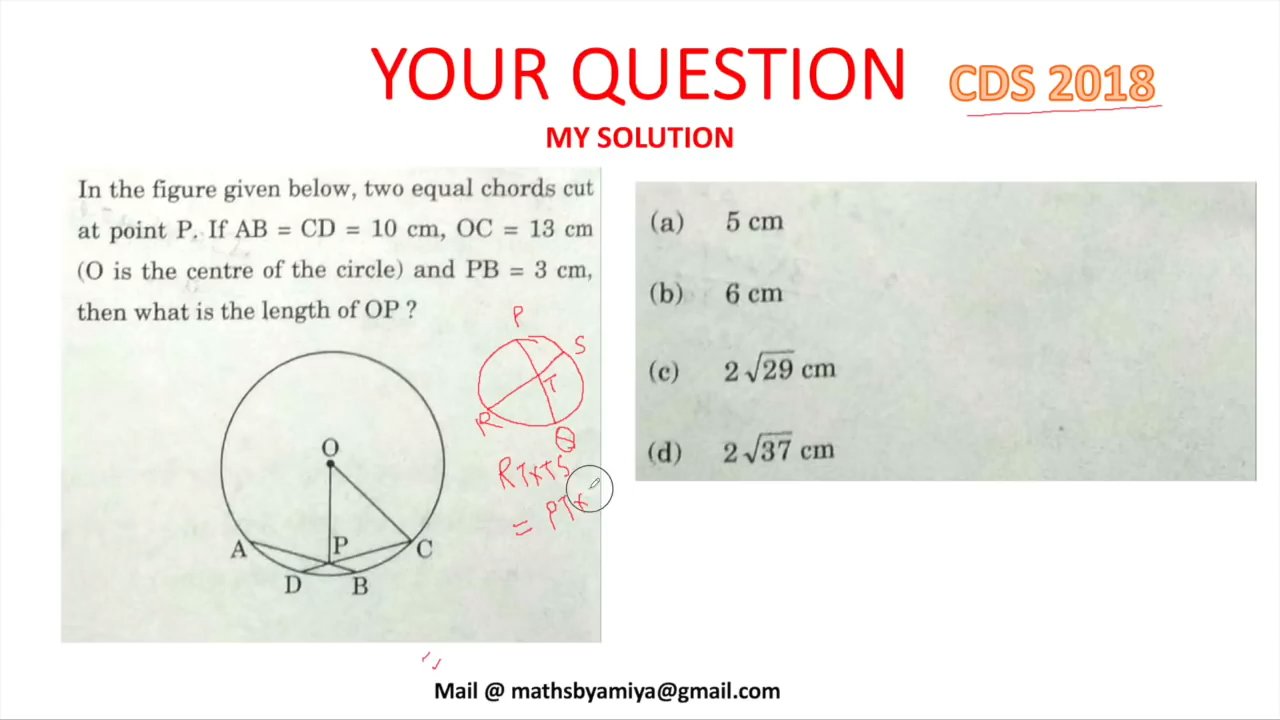 YOUR QUESTION
CDS 2018
MY SOLUTION
In the figure given below, two equal chords cut
at point P. If AB = CD = 10 cm, OC = 13 cm
(O is the centre of the circle) and PB = 3 cm,
then what is the length of OP ?
O
A
P
C
D
B
P
S
T
R
Q
RT×TS
= PT×
(a) 5 cm
(b) 6 cm
(c) 2√29 cm
(d) 2√37 cm
Mail @ mathsbyamiya@gmail.com